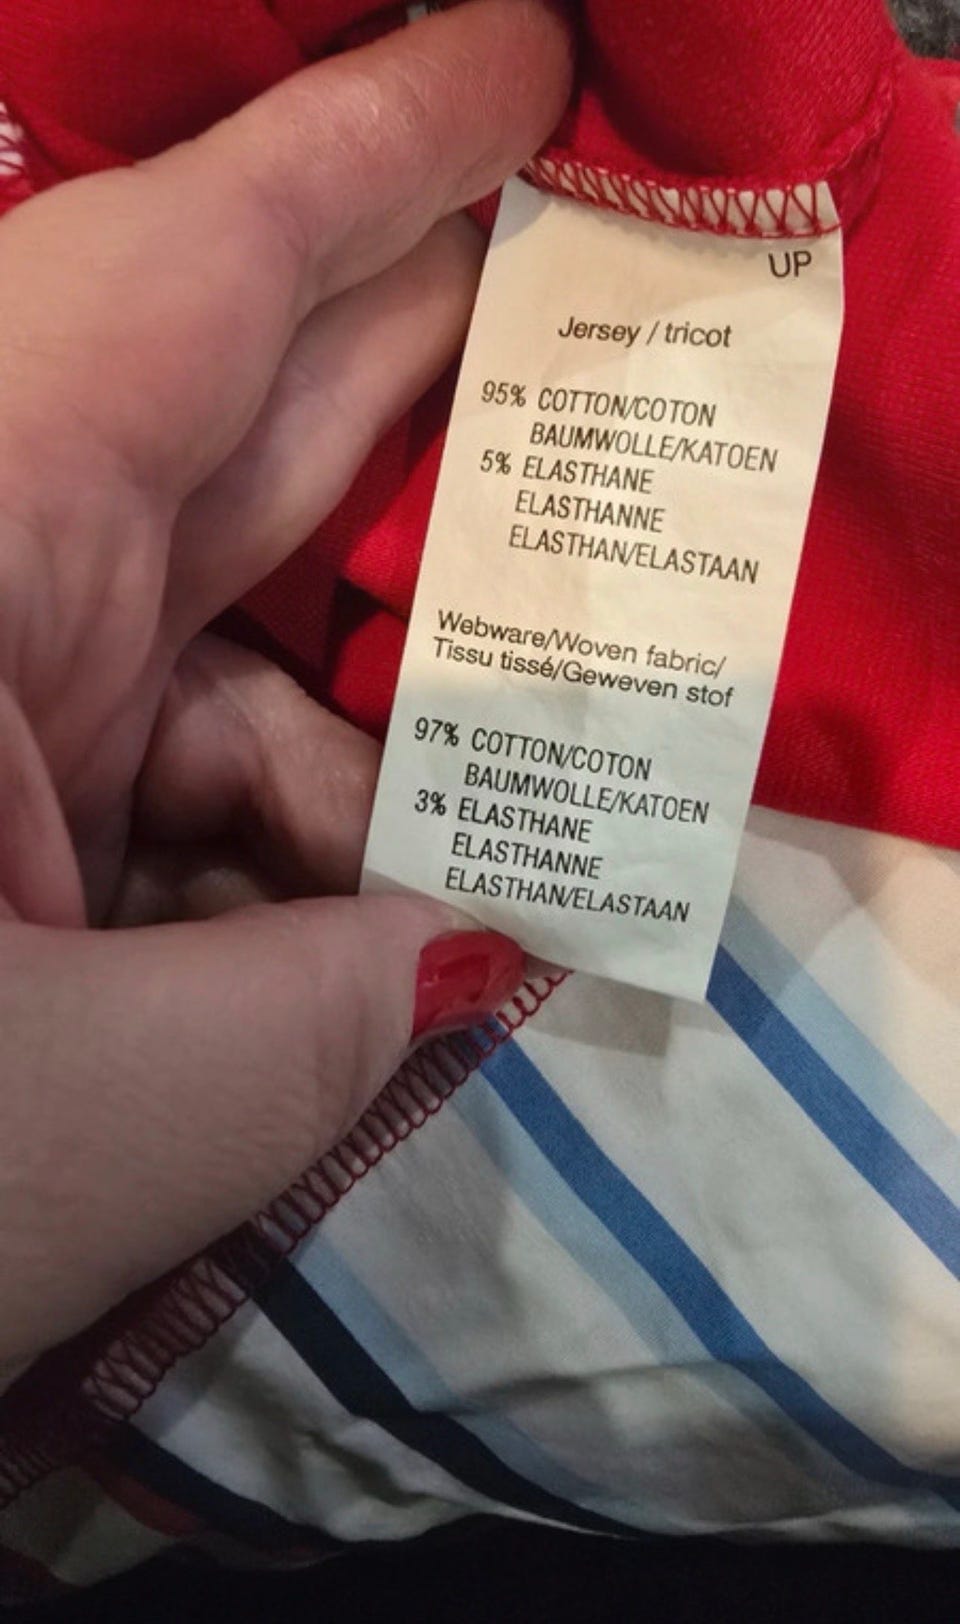 UP
Jersey / tricot
95% COTTON/COTON
BAUMWOLLE/KATOEN
5% ELASTHANE
ELASTHANNE
ELASTHAN/ELASTAAN
Webware/Woven fabric/
Tissu tissé/Geweven stof
97% COTTON/COTON
BAUMWOLLE/KATOEN
3% ELASTHANE
ELASTHANNE
ELASTHAN/ELASTAAN